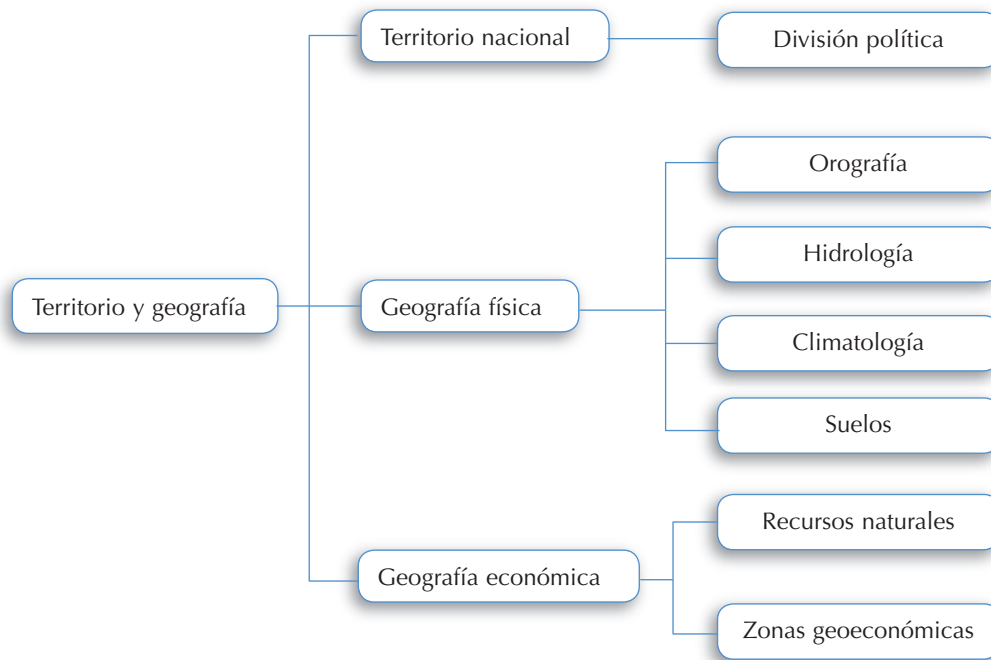 Territorio y geografía
Territorio nacional
División política
Geografía física
Orografía
Hidrología
Climatología
Suelos
Geografía económica
Recursos naturales
Zonas geoeconómicas